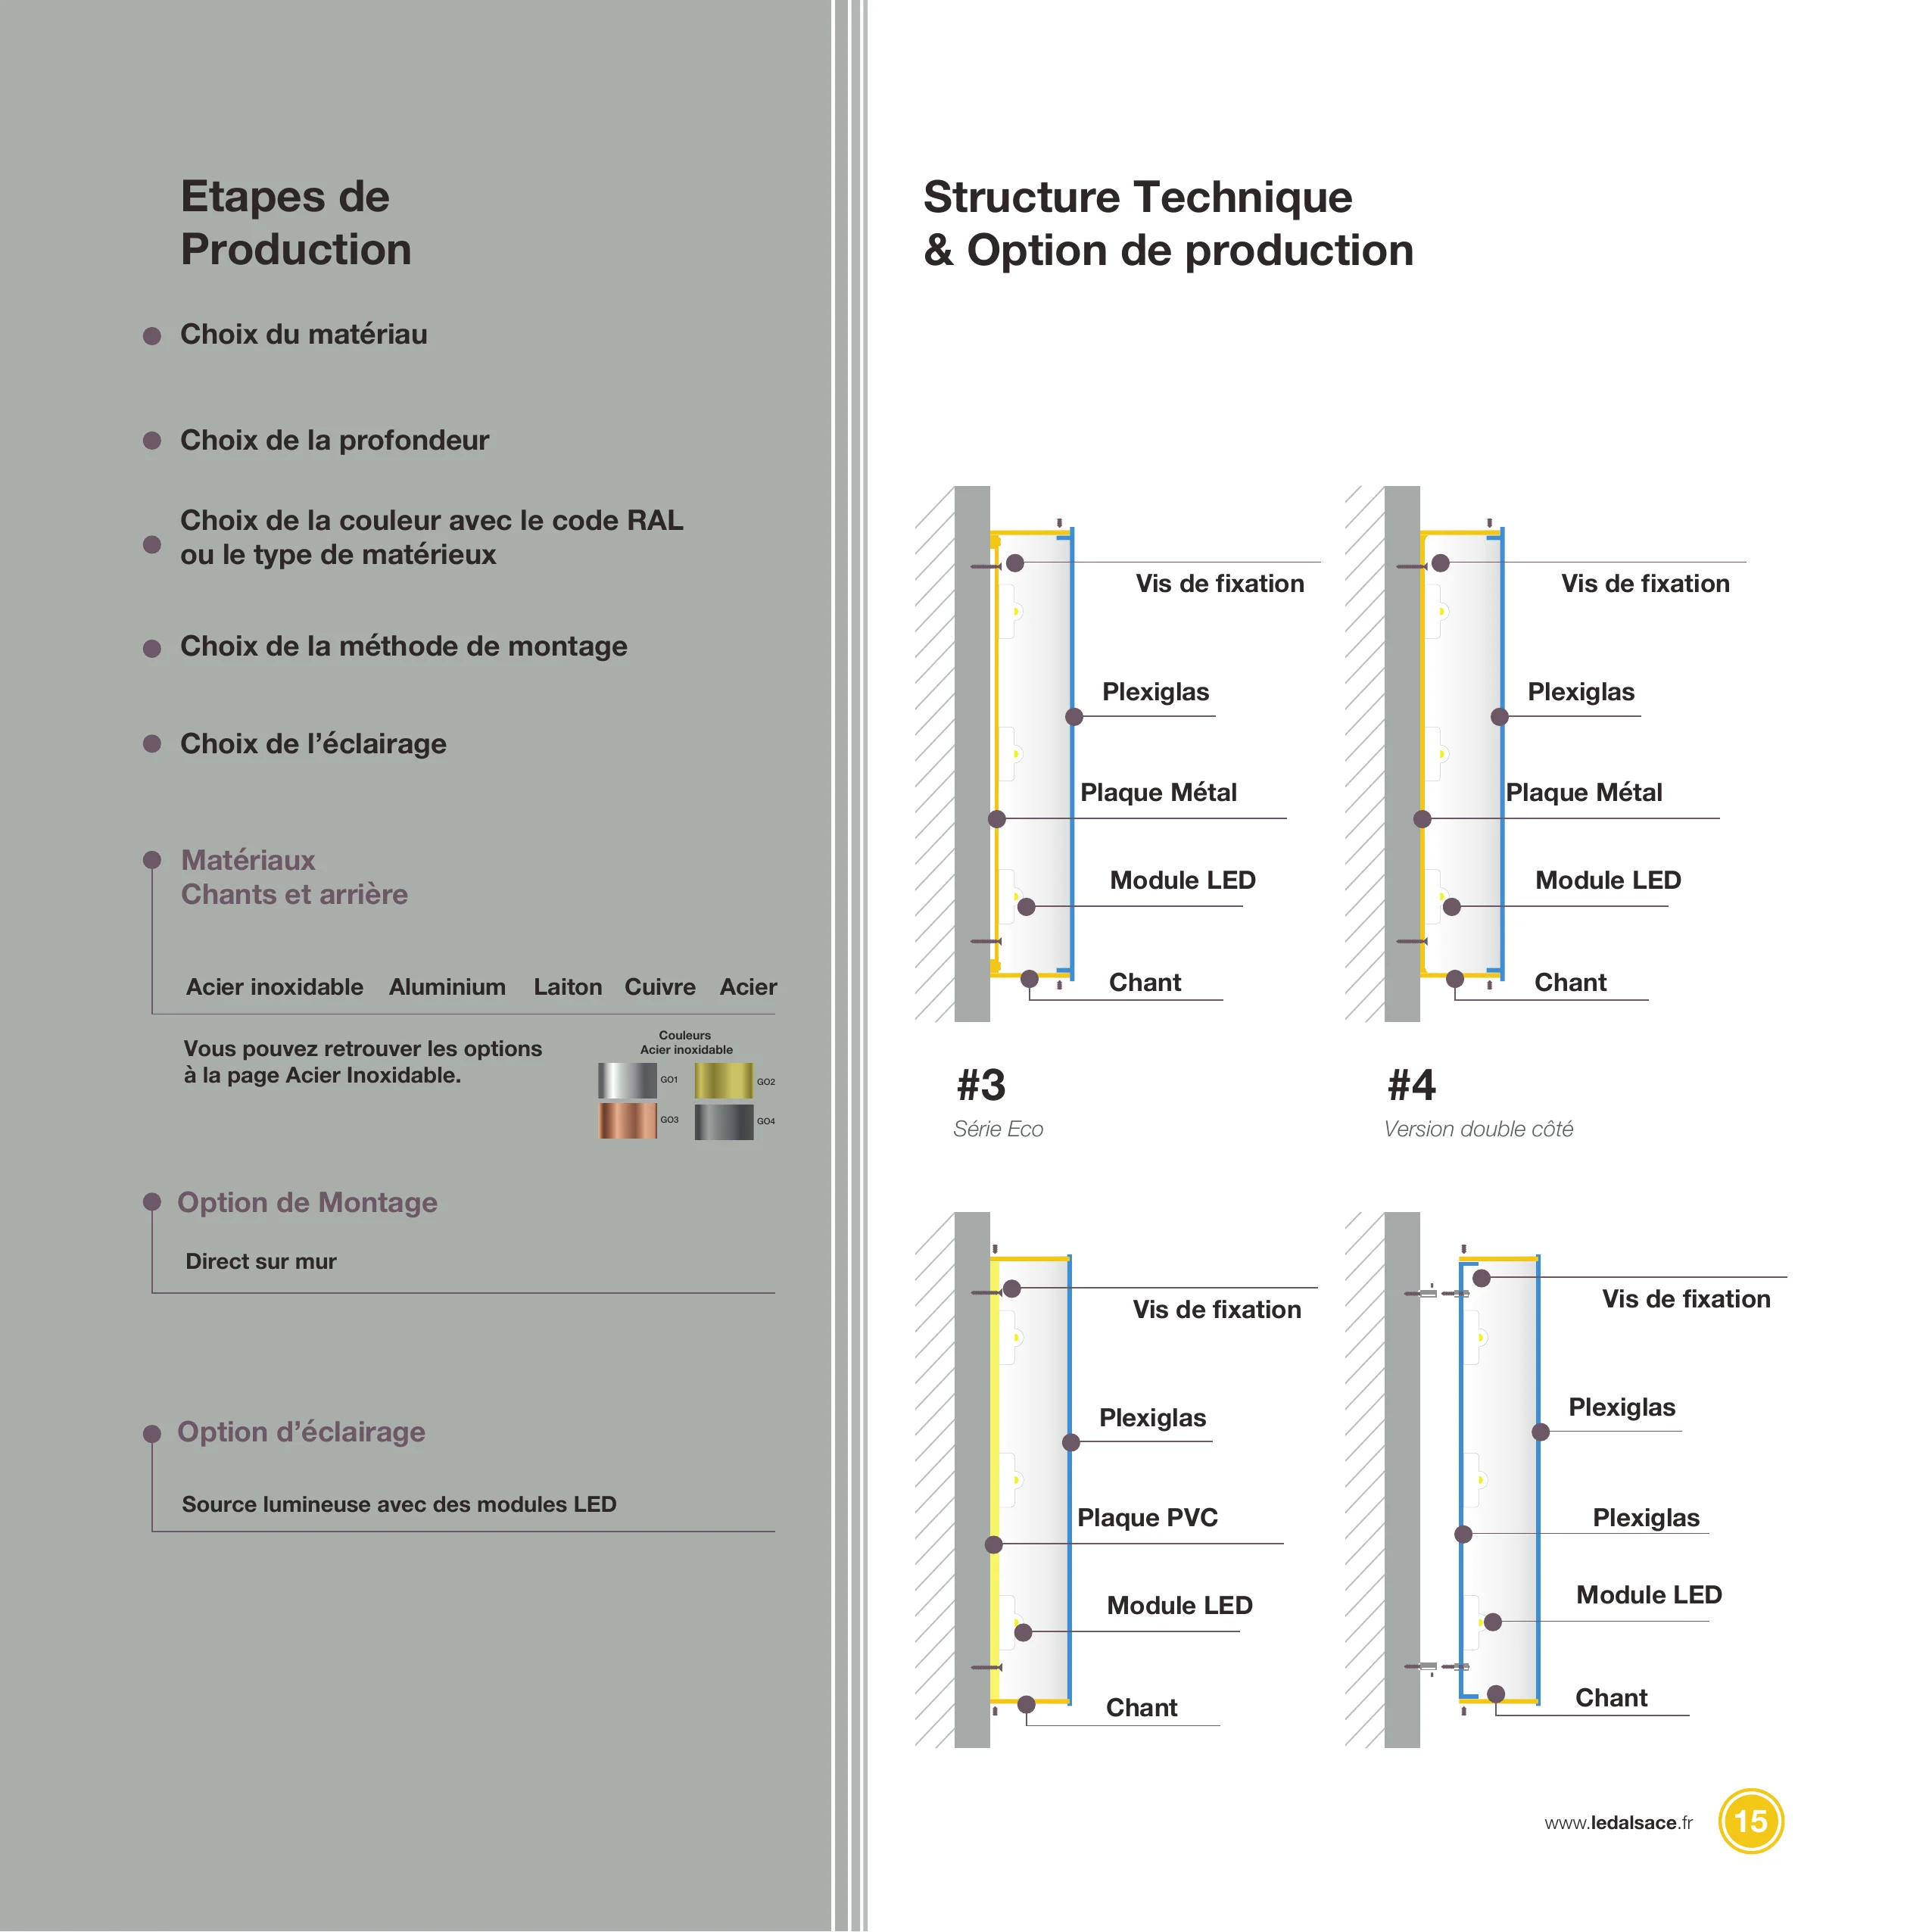 Etapes de
Production
Choix du matériau
Choix de la profondeur
Choix de la couleur avec le code RAL
ou le type de matérieux
Choix de la méthode de montage
Choix de l’éclairage
Matériaux
Chants et arrière
Acier inoxidable Aluminium Laiton Cuivre Acier
Vous pouvez retrouver les options
à la page Acier Inoxidable.
Couleurs
Acier inoxidable
GO1
GO2
GO3
GO4
Option de Montage
Direct sur mur
Option d’éclairage
Source lumineuse avec des modules LED
Structure Technique
& Option de production
Vis de fixation
Plexiglas
Plaque Métal
Module LED
Chant
Vis de fixation
Plexiglas
Plaque Métal
Module LED
Chant
#3
Série Eco
#4
Version double côté
Vis de fixation
Plexiglas
Plaque PVC
Module LED
Chant
Vis de fixation
Plexiglas
Plexiglas
Module LED
Chant
www.ledalsace.fr
15